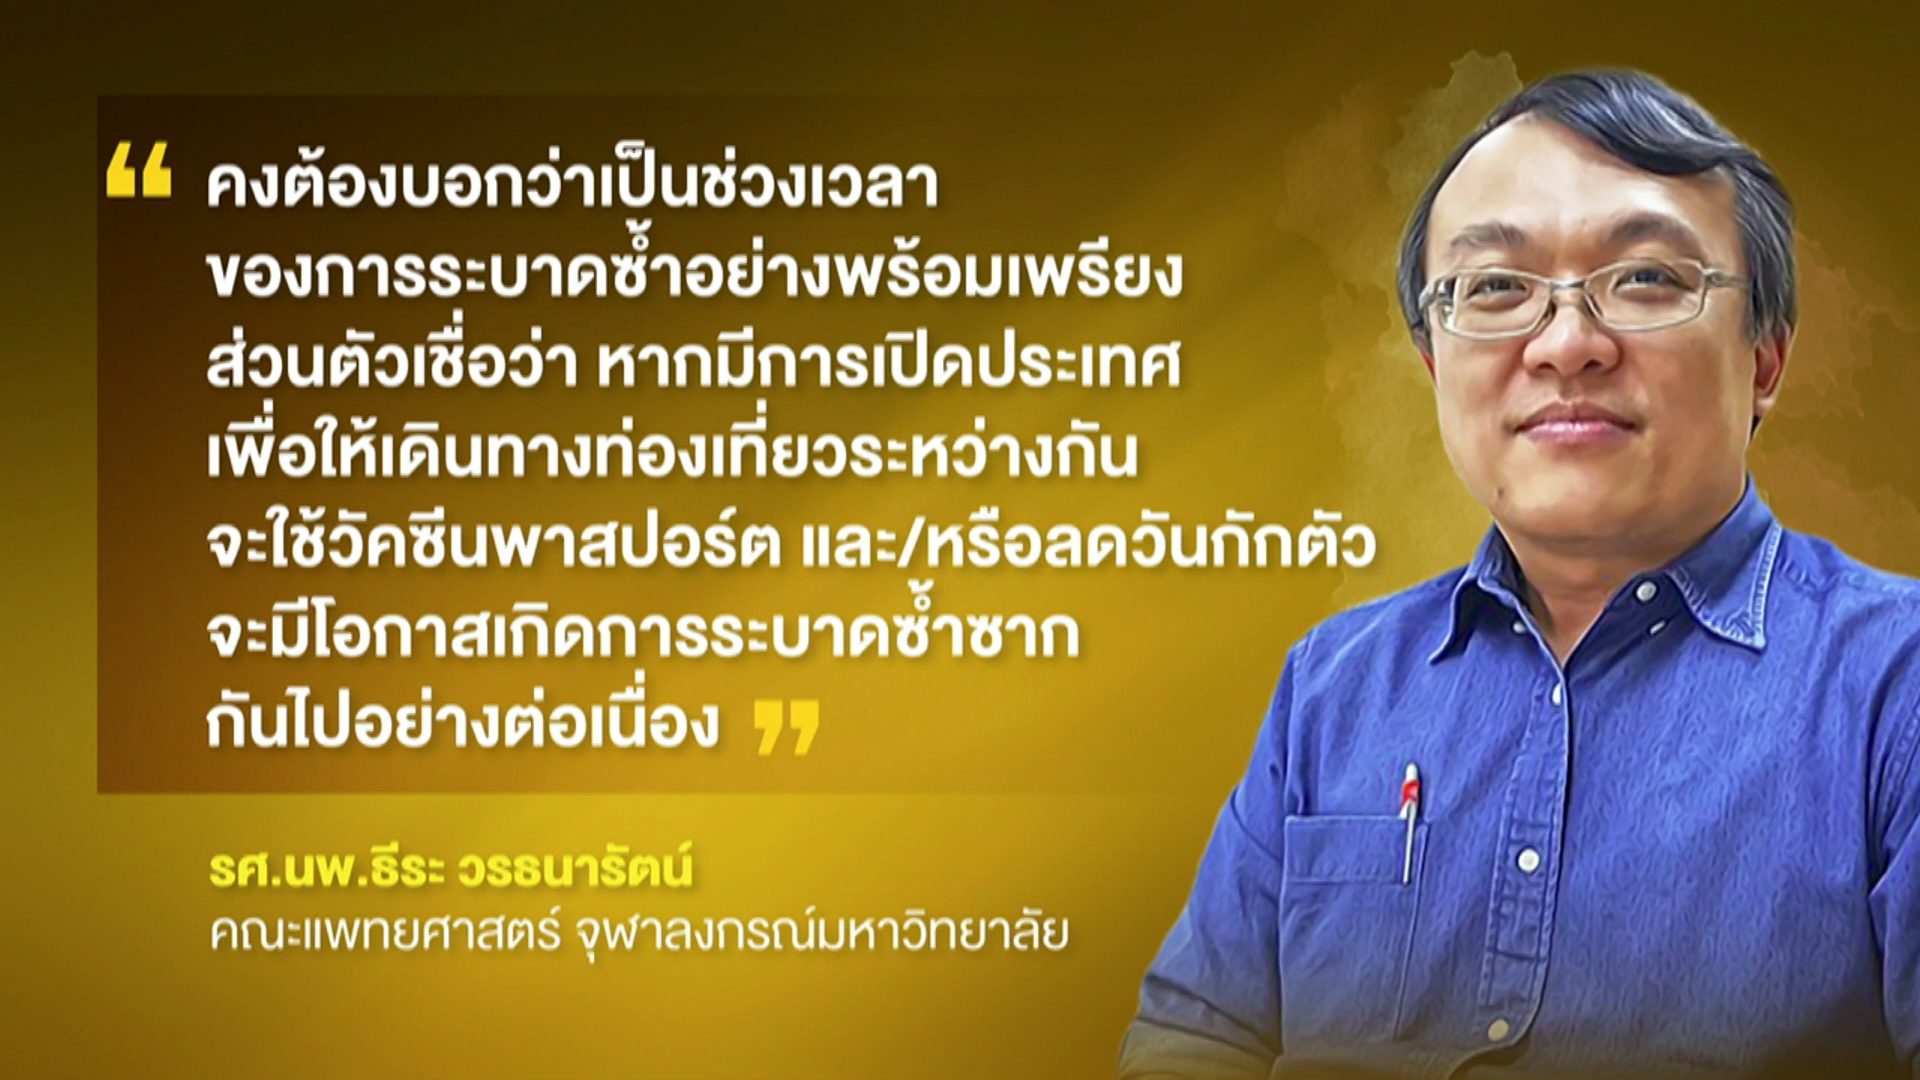 “ คงต้องบอกว่าเป็นช่วงเวลา
ของการระบาดซ้ำอย่างพร้อมเพรียง
ส่วนตัวเชื่อว่า หากมีการเปิดประเทศ
เพื่อให้เดินทางท่องเที่ยวระหว่างกัน
จะใช้วัคซีนพาสปอร์ต และ/หรือลดวันกักตัว
จะมีโอกาสเกิดการระบาดซ้ำซาก
กันไปอย่างต่อเนื่อง ”
รศ.นพ.ธีระ วรธนารัตน์
คณะแพทยศาสตร์ จุฬาลงกรณ์มหาวิทยาลัย